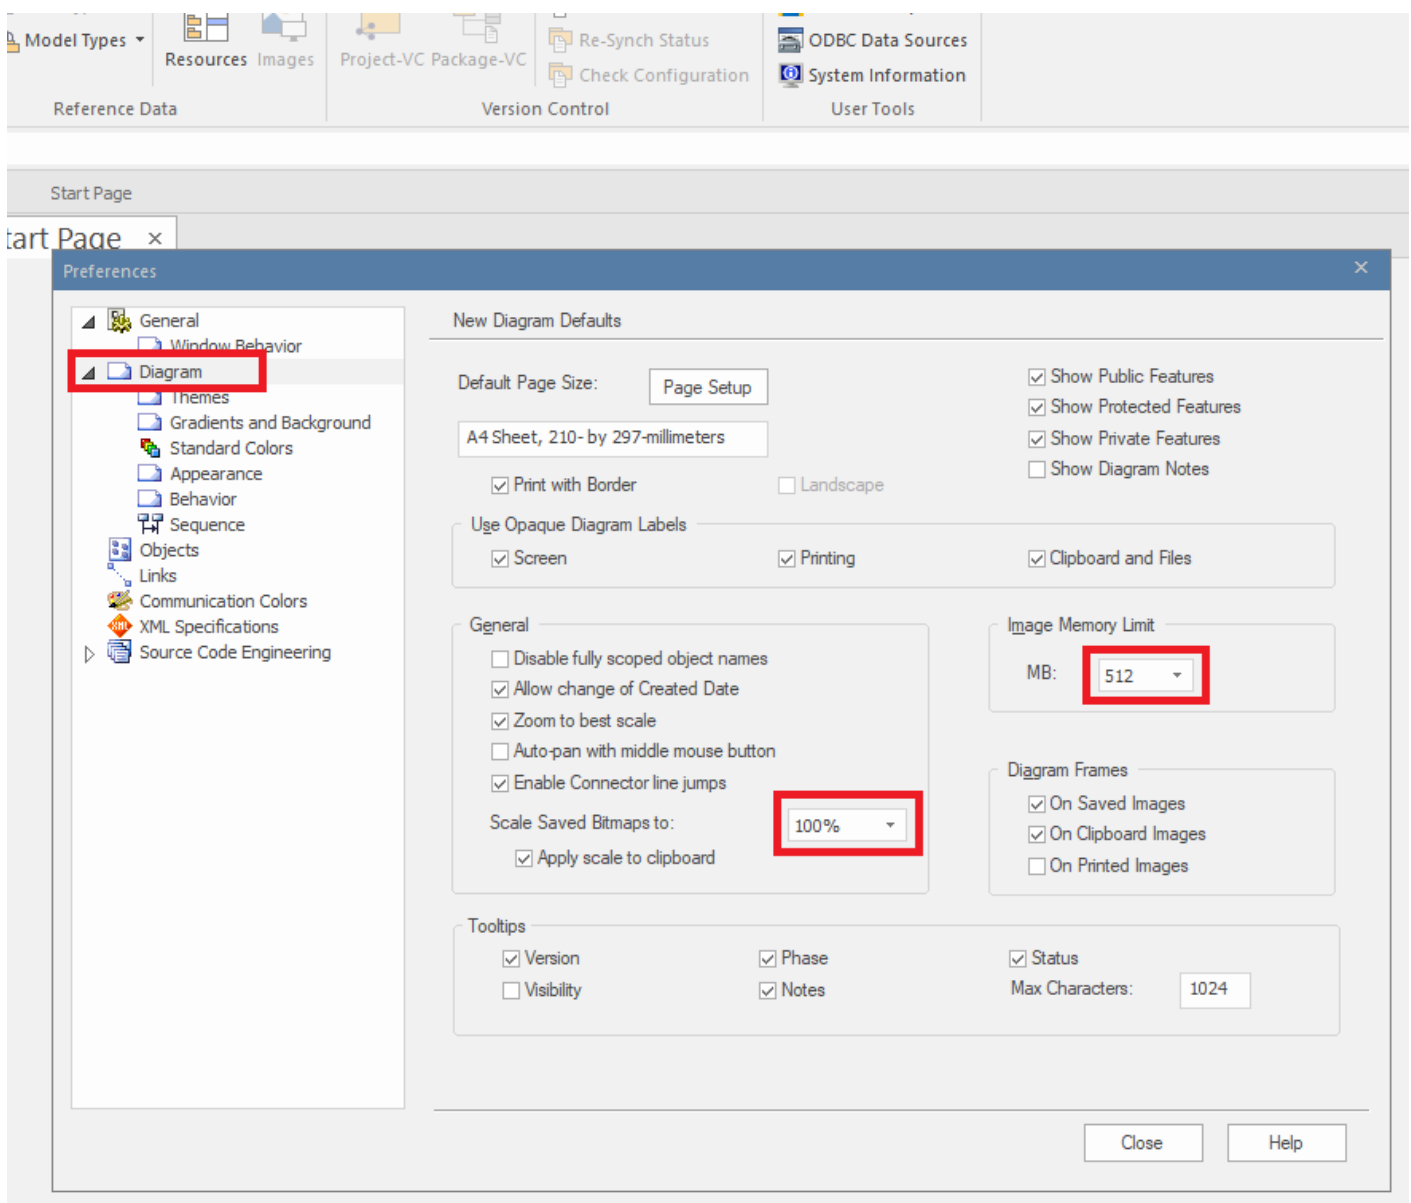 Model Types
Resources Images
Project-VC Package-VC
Re-Synch Status
Check Configuration
ODBC Data Sources
System Information
Reference Data
Version Control
User Tools
Start Page
tart Page ×
Preferences
General
Window Behavior
Diagram
Themes
Gradients and Background
Standard Colors
Appearance
Behavior
Sequence
Objects
Links
Communication Colors
XML Specifications
Source Code Engineering
New Diagram Defaults
Default Page Size:
Page Setup
A4 Sheet, 210- by 297-millimeters
Print with Border
Landscape
Show Public Features
Show Protected Features
Show Private Features
Show Diagram Notes
Use Opaque Diagram Labels
Screen
Printing
Clipboard and Files
General
Disable fully scoped object names
Allow change of Created Date
Zoom to best scale
Auto-pan with middle mouse button
Enable Connector line jumps
Scale Saved Bitmaps to:
100%
Apply scale to clipboard
Image Memory Limit
MB:
512
Diagram Frames
On Saved Images
On Clipboard Images
On Printed Images
Tooltips
Version
Phase
Status
Visibility
Notes
Max Characters:
1024
Close
Help